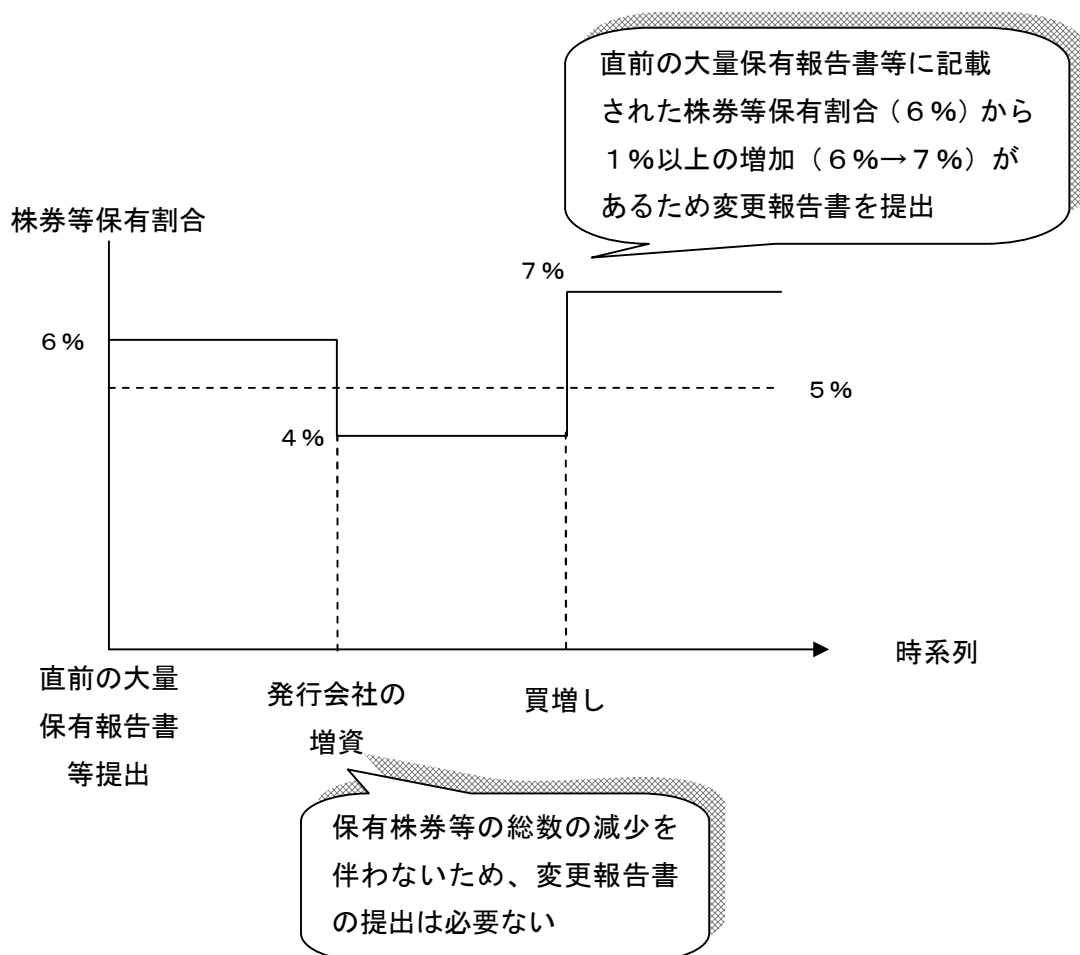 直前の大量保有報告書等に記載
された株券等保有割合（６％）から
１％以上の増加（６％→７％）が
あるため変更報告書を提出
株券等保有割合
７％
６％
５％
４％
時系列
直前の大量
保有報告書
等提出
発行会社の
増資
買増し
保有株券等の総数の減少を
伴わないため、変更報告書
の提出は必要ない